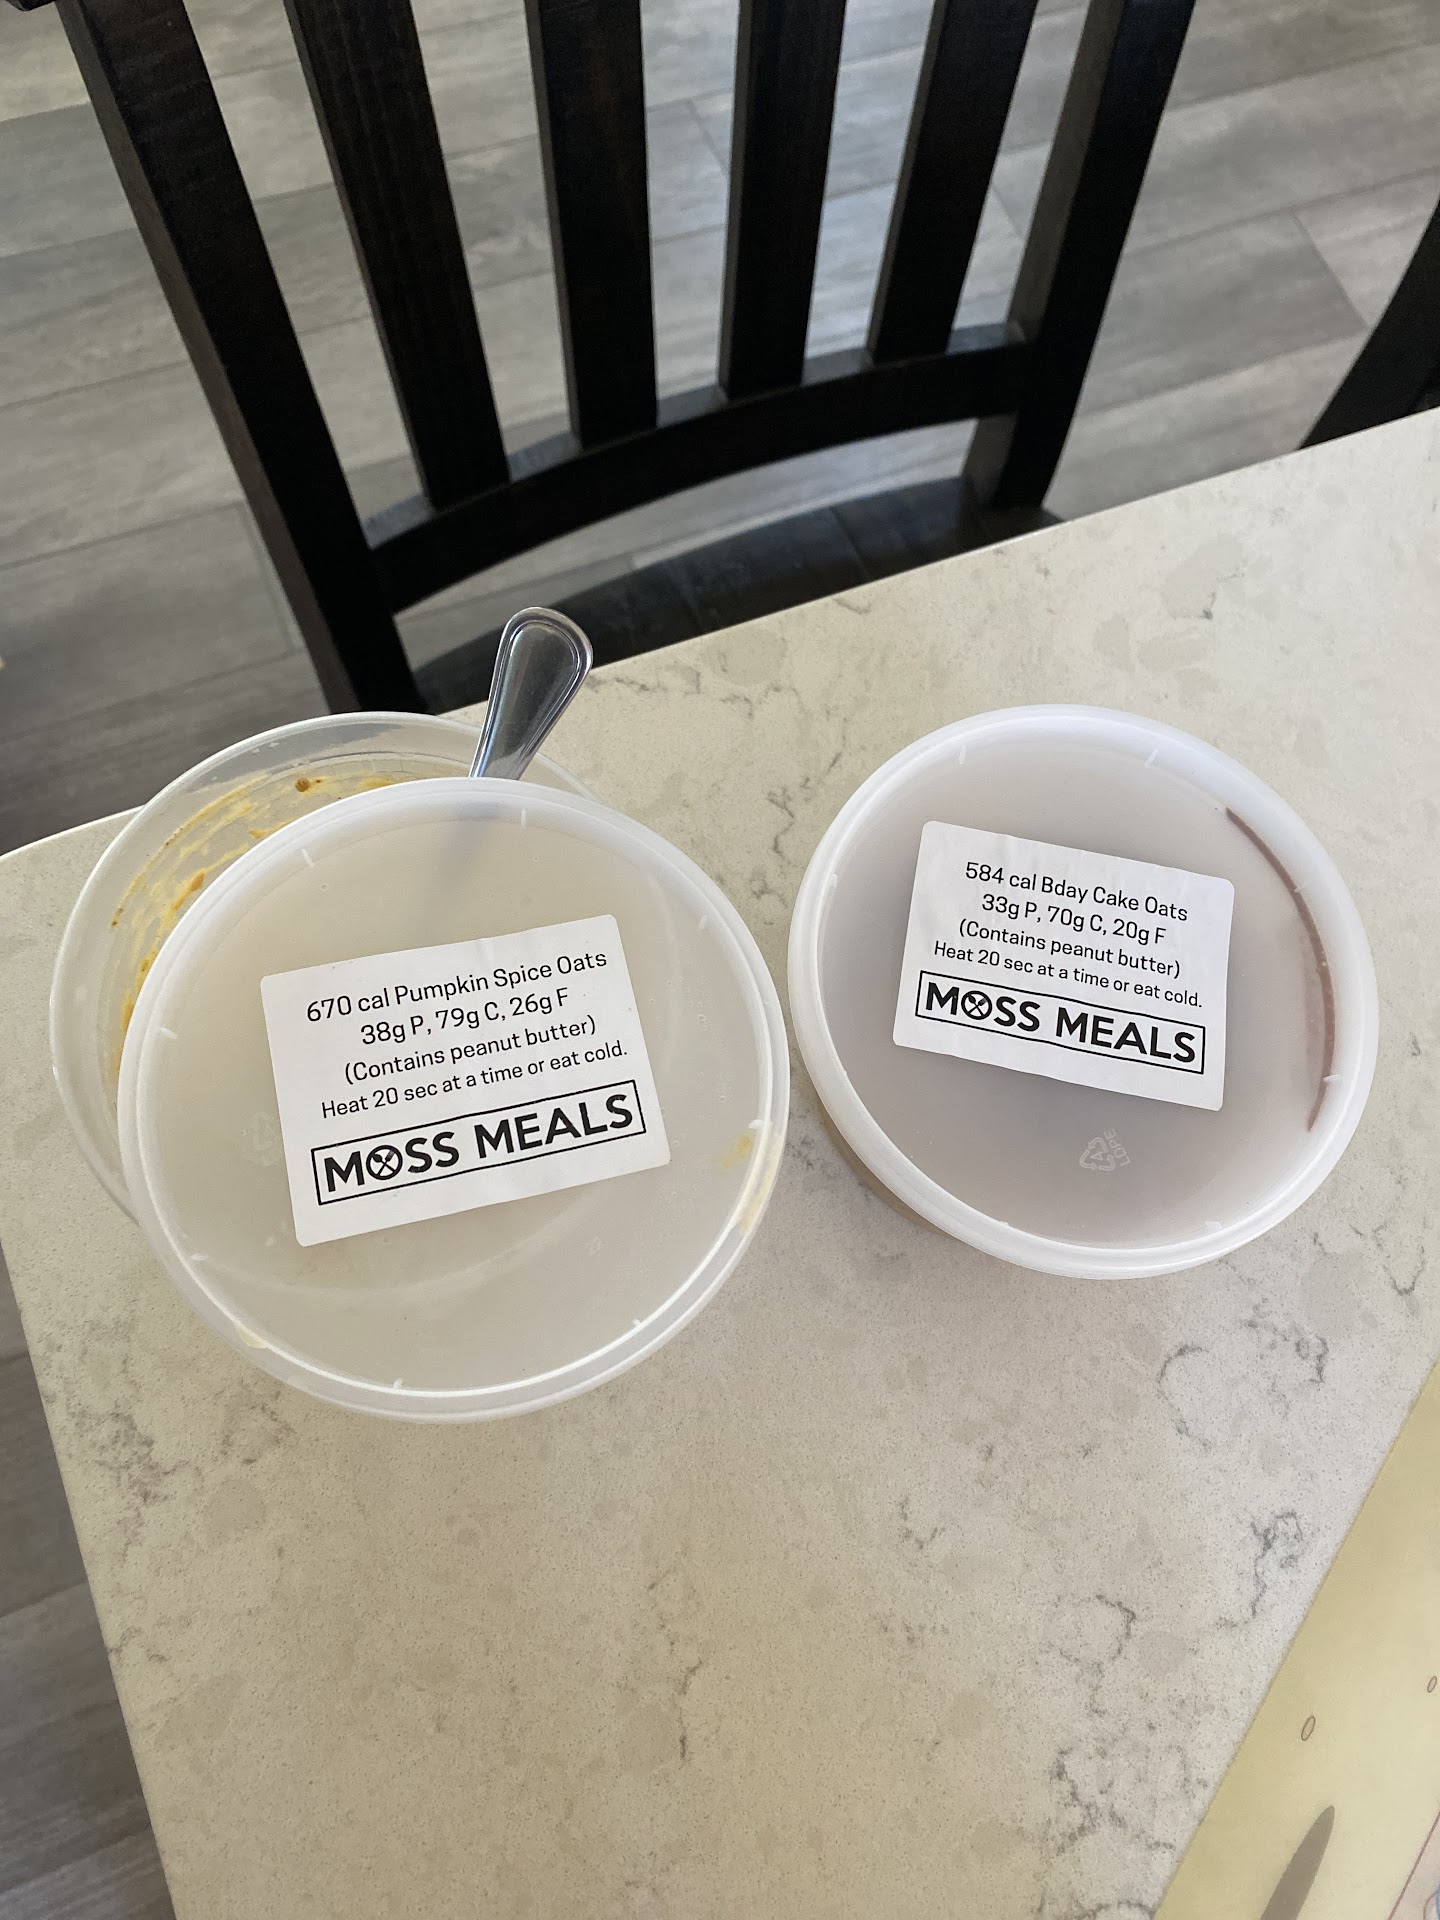 670 cal Pumpkin Spice Oats
38g P, 79g C, 26g F
(Contains peanut butter)
Heat 20 sec at a time or eat cold.
MOSS MEALS
584 cal Bday Cake Oats
33g P, 70g C, 20g F
(Contains peanut butter)
Heat 20 sec at a time or eat cold.
MOSS MEALS
4
LDPE